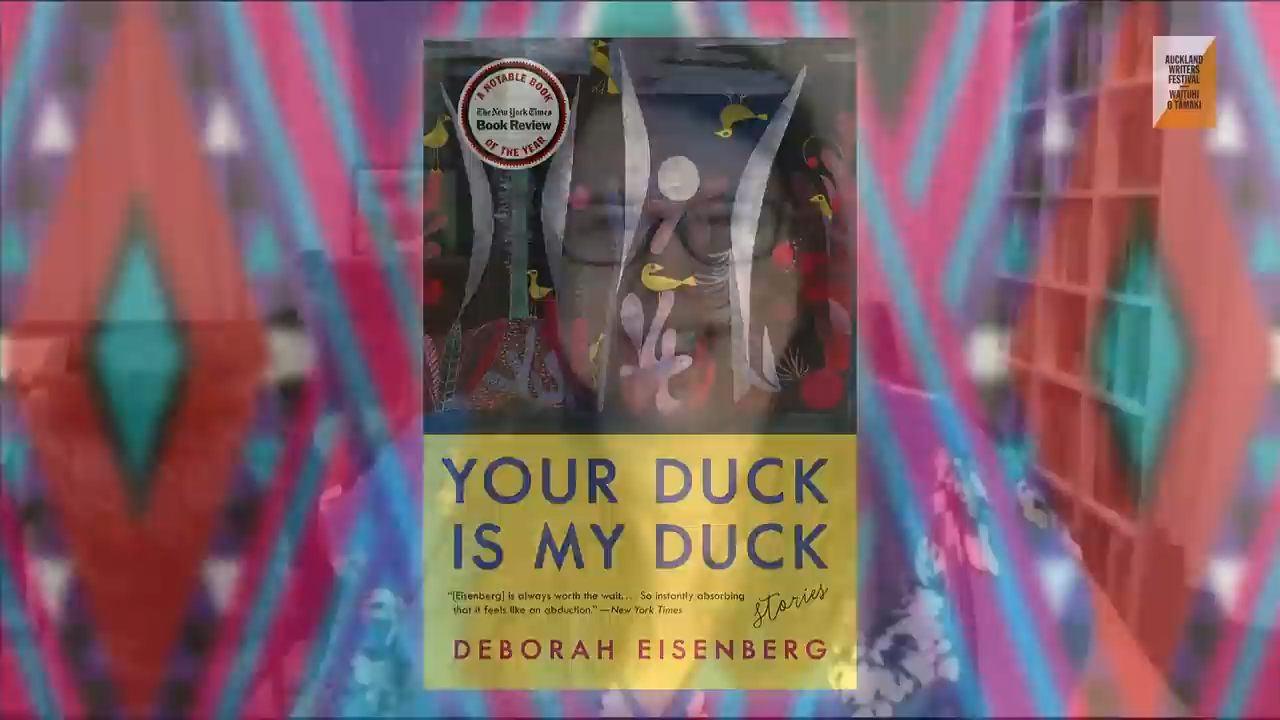 A NOTABLE BOOK
The New York Times
Book Review
OF THE YEAR
AUCKLAND
WRITERS
FESTIVAL
WAITUHI
O TĀMAKI
YOUR DUCK
IS MY DUCK
"[Eisenberg] is always worth the wait. . . So instantly absorbing
that it feels like an abduction." —New York Times
stories
DEBORAH EISENBERG